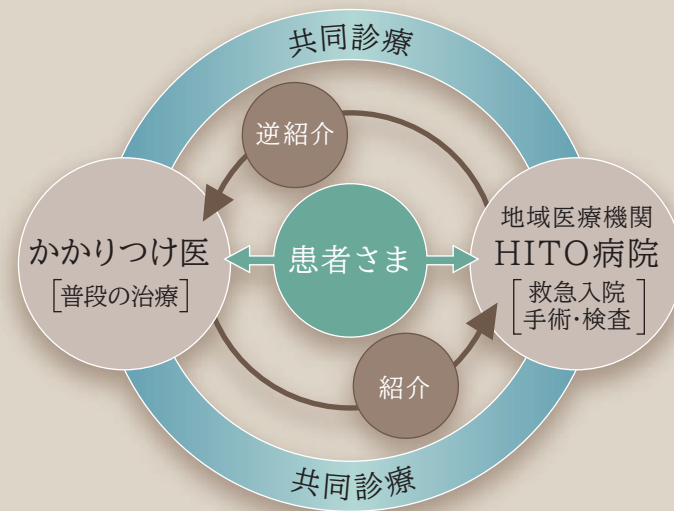 共同診療
逆紹介
かかりつけ医
[普段の治療]
患者さま
地域医療機関
HITO病院
[救急入院
手術・検査]
紹介
共同診療